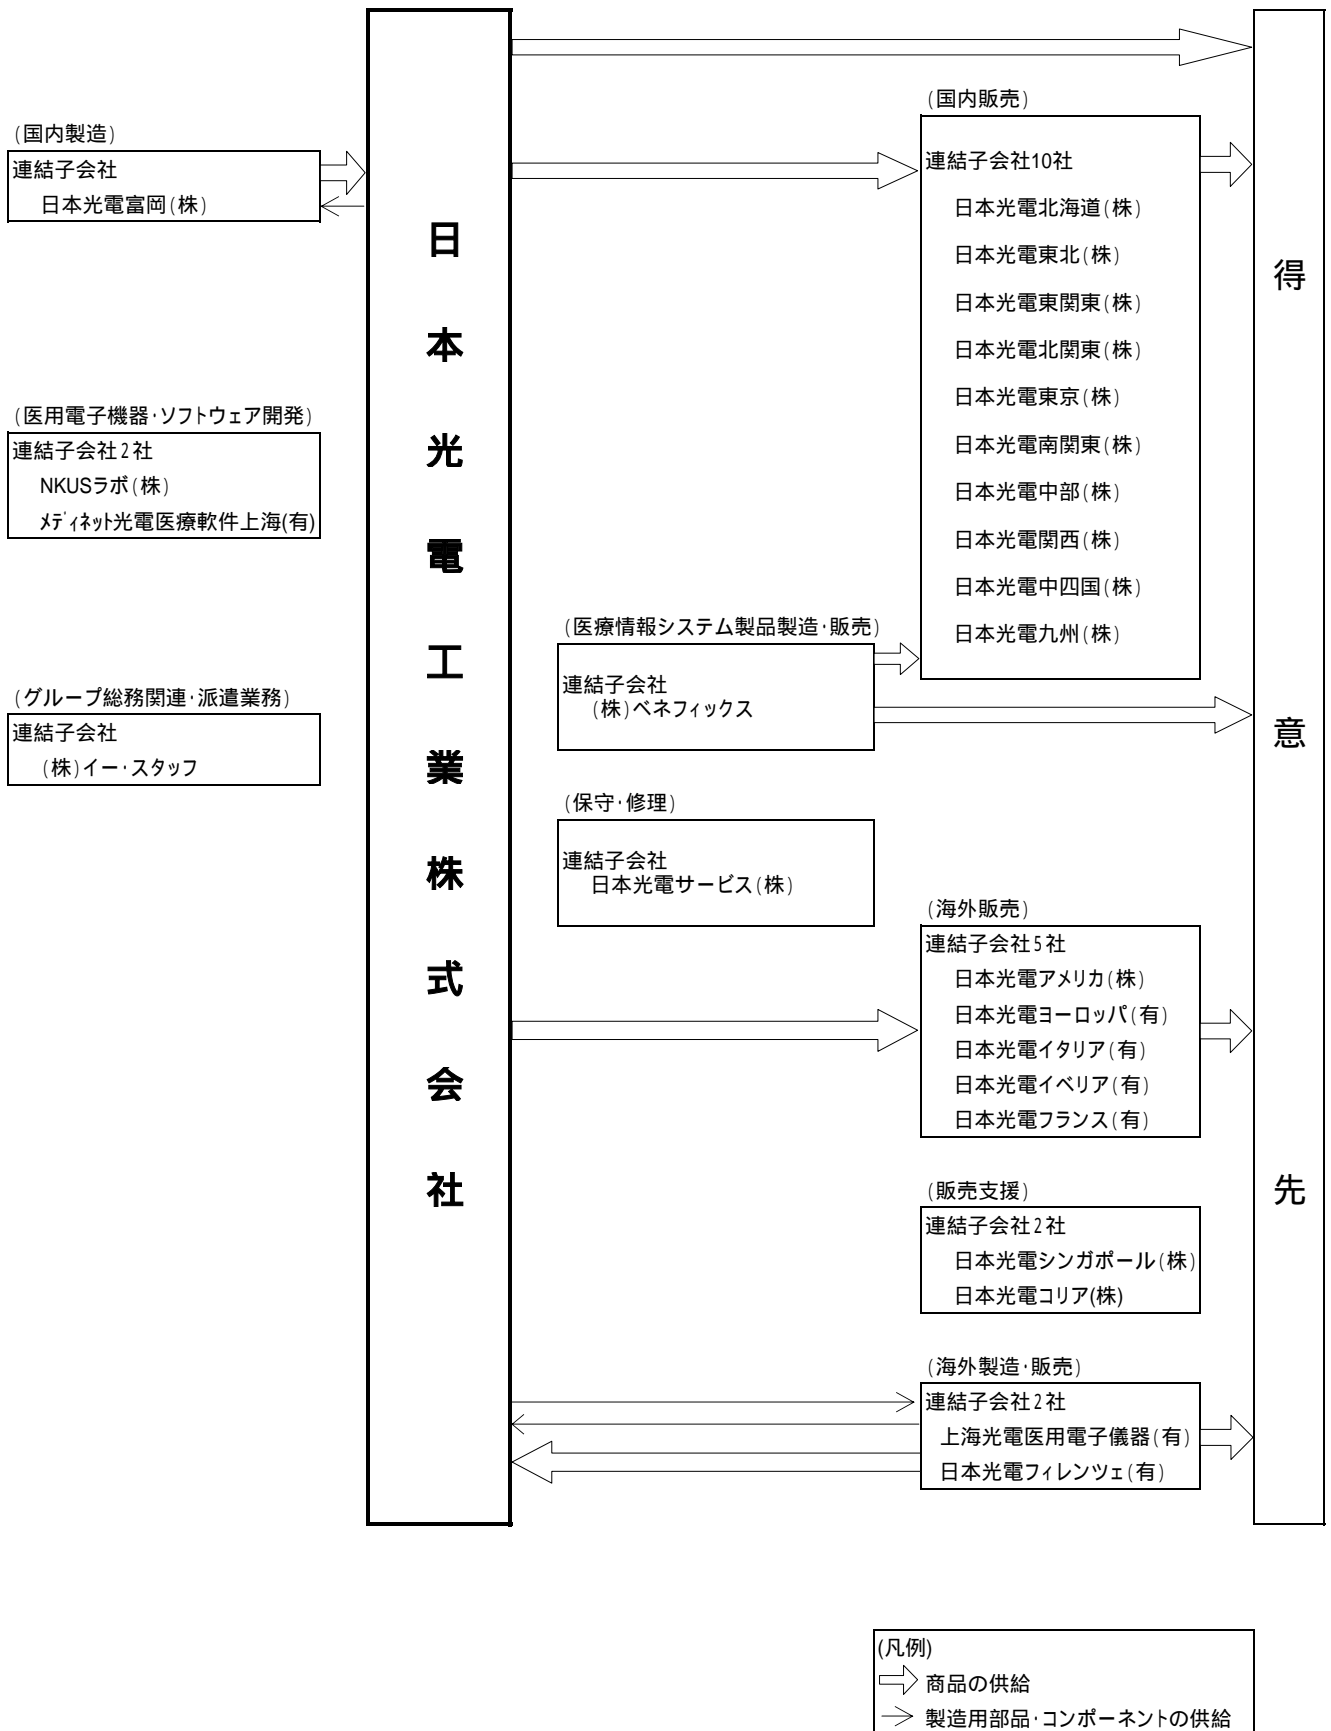 (国内製造)
連結子会社
日本光電富岡(株)
(医用電子機器・ソフトウェア開発)
連結子会社2社
NKUSラボ(株)
メディネット光電医療軟件上海(有)
(グループ総務関連・派遣業務)
連結子会社
(株)イー・スタッフ
日本光電工業株式会社
(国内販売)
連結子会社10社
日本光電北海道(株)
日本光電東北(株)
日本光電東関東(株)
日本光電北関東(株)
日本光電東京(株)
日本光電南関東(株)
日本光電中部(株)
日本光電関西(株)
日本光電中四国(株)
日本光電九州(株)
(医療情報システム製品製造・販売)
連結子会社
(株)ベネフィックス
(保守・修理)
連結子会社
日本光電サービス(株)
(海外販売)
連結子会社5社
日本光電アメリカ(株)
日本光電ヨーロッパ(有)
日本光電イタリア(有)
日本光電イベリア(有)
日本光電フランス(有)
(販売支援)
連結子会社2社
日本光電シンガポール(株)
日本光電コリア(株)
(海外製造・販売)
連結子会社2社
上海光電医用電子儀器(有)
日本光電フィレンツェ(有)
得意先
(凡例)
商品の供給
製造用部品・コンポーネントの供給